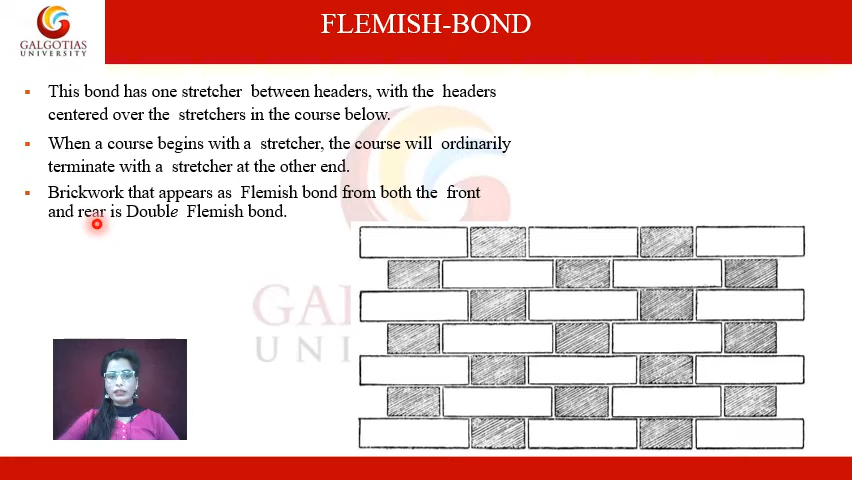 FLEMISH-BOND
GALGOTIAS
UNIVERSITY
This bond has one stretcher between headers, with the headers
centered over the stretchers in the course below.
When a course begins with a stretcher, the course will ordinarily
terminate with a stretcher at the other end.
Brickwork that appears as Flemish bond from both the front
and rear is Double Flemish bond.